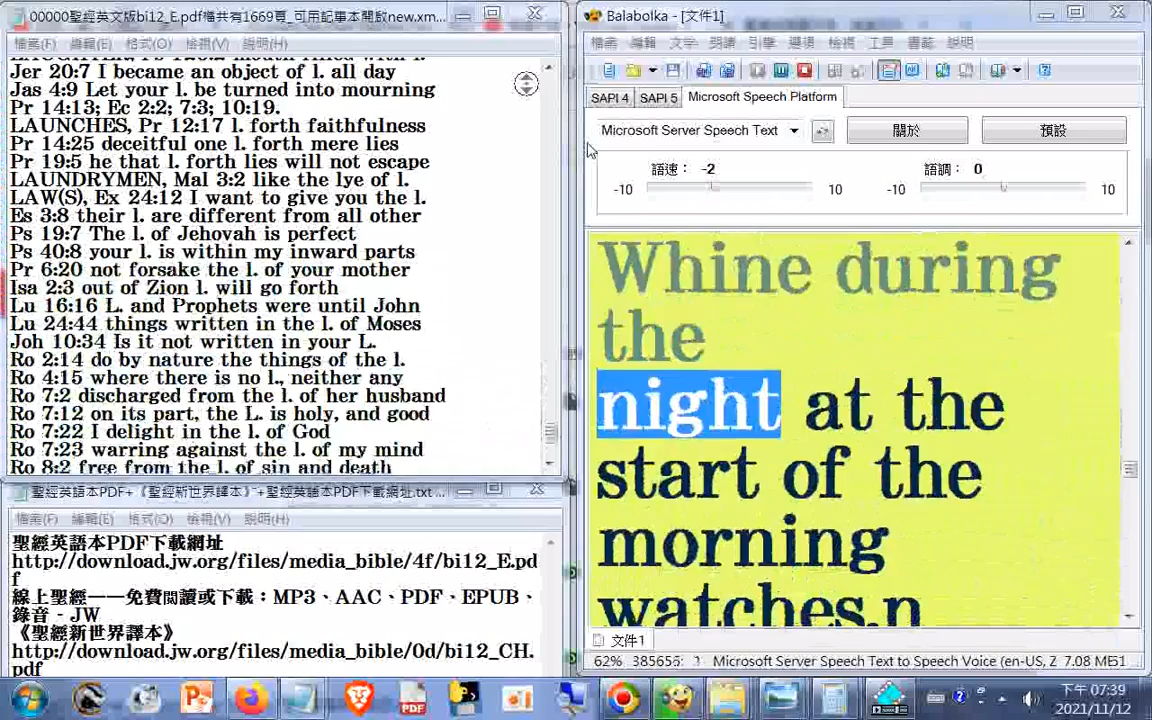 00000聖經英文版bi12_E.pdf檔共有1669頁_可用記事本開啟new.xm...
檔案(F) 編輯(E) 格式(O) 檢視(V) 說明(H)
Jer 20:7 I became an object of l. all day
Jas 4:9 Let your l. be turned into mourning
Pr 14:13; Ec 2:2; 7:3; 10:19.
LAUNCHES, Pr 12:17 l. forth faithfulness
Pr 14:25 deceitful one l. forth mere lies
Pr 19:5 he that l. forth lies will not escape
LAUNDRYMEN, Mal 3:2 like the lye of l.
LAW(S), Ex 24:12 I want to give you the l.
Es 3:8 their l. are different from all other
Ps 19:7 The l. of Jehovah is perfect
Ps 40:8 your l. is within my inward parts
Pr 6:20 not forsake the l. of your mother
Isa 2:3 out of Zion l. will go forth
Lu 16:16 L. and Prophets were until John
Lu 24:44 things written in the l. of Moses
Joh 10:34 Is it not written in your L.
Ro 2:14 do by nature the things of the l.
Ro 4:15 where there is no l., neither any
Ro 7:2 discharged from the l. of her husband
Ro 7:12 on its part, the L. is holy, and good
Ro 7:22 I delight in the l. of God
Ro 7:23 warring against the l. of my mind
Ro 8:2 free from the l. of sin and death
聖經英語本PDF+《聖經新世界譯本》+聖經英語本PDF下載網址.txt ...
檔案(F) 編輯(E) 格式(O) 檢視(V) 說明(H)
聖經英語本PDF下載網址
http://download.jw.org/files/media_bible/4f/bi12_E.pd
f
線上聖經──免費閱讀或下載：MP3、AAC、PDF、EPUB、
錄音 - JW
《聖經新世界譯本》
http://download.jw.org/files/media_bible/0d/bi12_CH.
pdf
Balabolka - [文件1]
檔案 編輯 文字 朗讀 引擎 選項 檢視 工具 書籤 說明
SAPI 4 SAPI 5 Microsoft Speech Platform
Microsoft Server Speech Text 關於 預設
語速： -2 語調： 0
-10 10 -10 10
Whine during
the
night at the
start of the
morning
watches.n
文件1
62% Microsoft Server Speech Text to Speech Voice (en-US, Z 7.08 MB
PDF
下午 07:39
2021/11/12